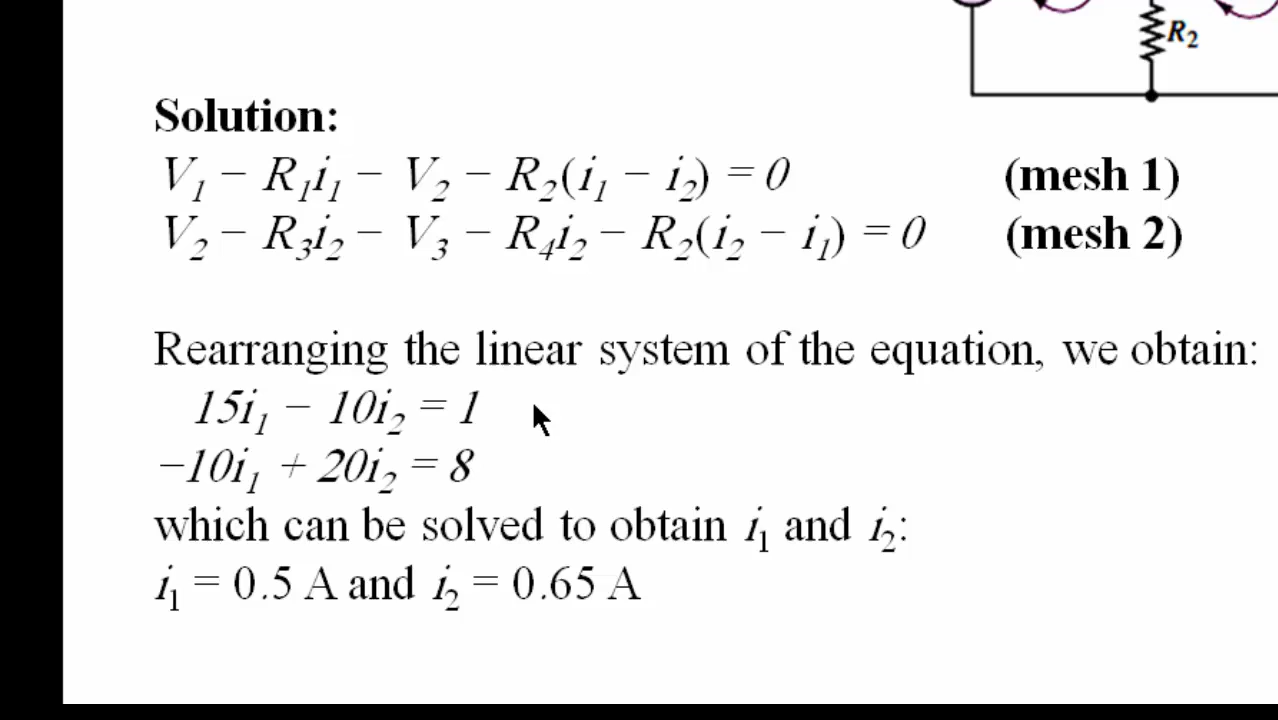 R₂
Solution:
V₁ − R₁i₁ − V₂ − R₂(i₁ − i₂) = 0 (mesh 1)
V₂ − R₃i₂ − V₃ − R₄i₂ − R₂(i₂ − i₁) = 0 (mesh 2)
Rearranging the linear system of the equation, we obtain:
15i₁ − 10i₂ = 1
−10i₁ + 20i₂ = 8
which can be solved to obtain i₁ and i₂:
i₁ = 0.5 A and i₂ = 0.65 A